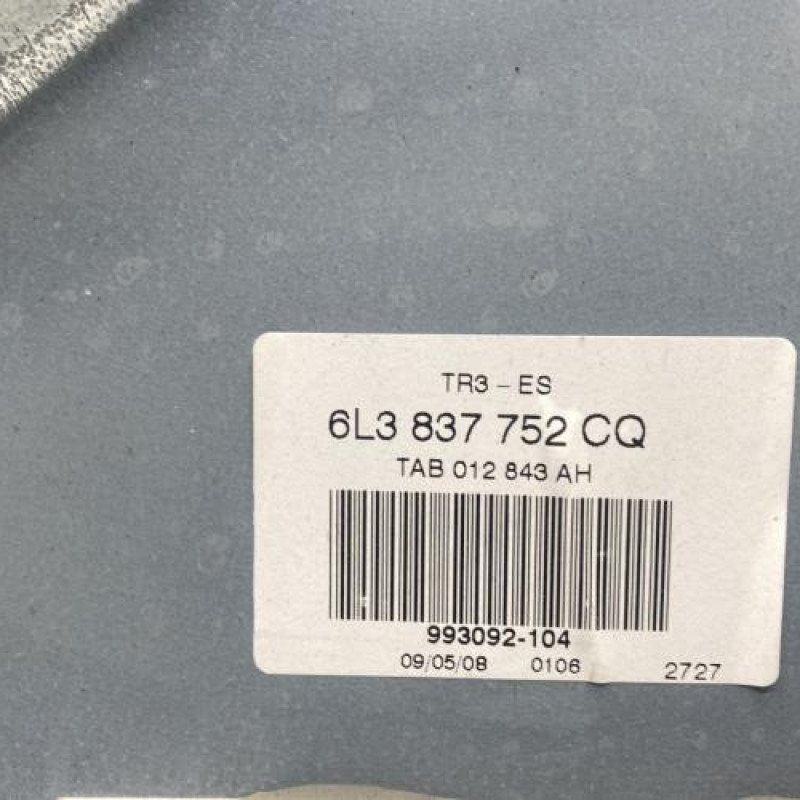 TR3 - ES
6L3 837 752 CQ
TAB 012 843 AH
993092-104
09/05/08 0106 2727